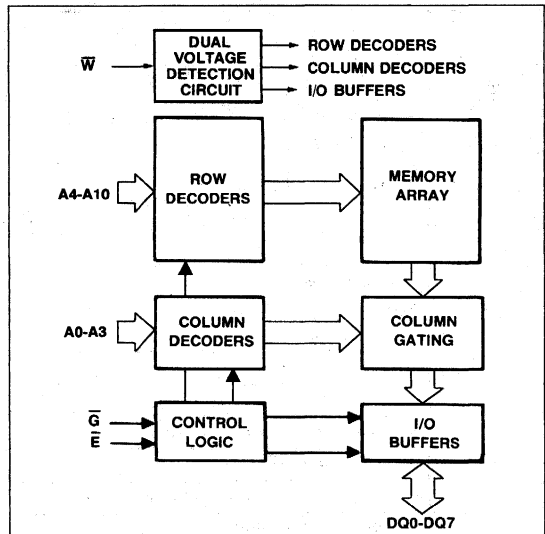 W̅
DUAL
VOLTAGE
DETECTION
CIRCUIT
ROW DECODERS
COLUMN DECODERS
I/O BUFFERS
A4-A10
ROW
DECODERS
MEMORY
ARRAY
A0-A3
COLUMN
DECODERS
COLUMN
GATING
G̅
E̅
CONTROL
LOGIC
I/O
BUFFERS
DQ0-DQ7